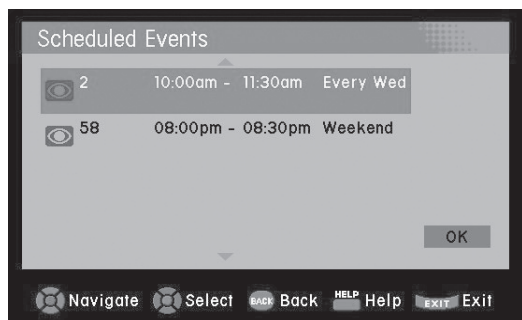 Scheduled Events
2 10:00am - 11:30am Every Wed
58 08:00pm - 08:30pm Weekend
OK
Navigate Select BACK Back HELP Help EXIT Exit